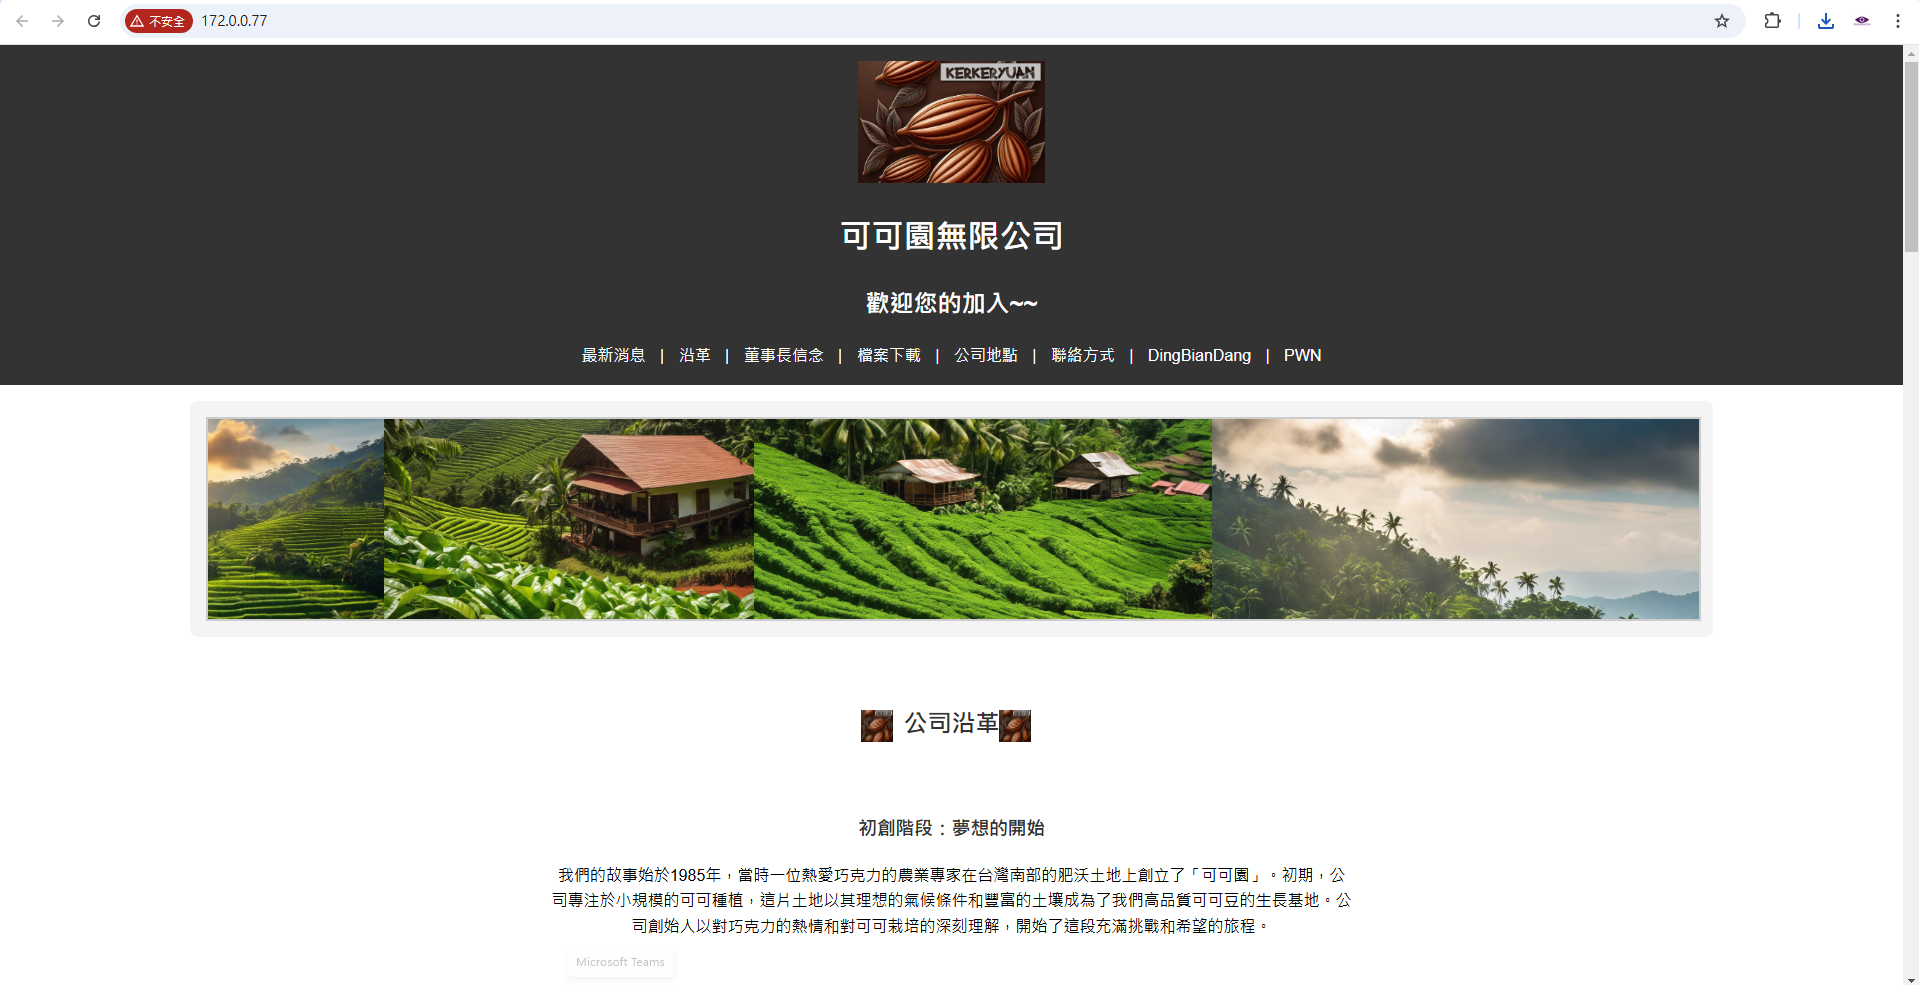 不安全 172.0.0.77
KERKERYUAN
可可園無限公司
歡迎您的加入~~
最新消息 | 沿革 | 董事長信念 | 檔案下載 | 公司地點 | 聯絡方式 | DingBianDang | PWN
公司沿革
初創階段：夢想的開始
我們的故事始於1985年，當時一位熱愛巧克力的農業專家在台灣南部的肥沃土地上創立了「可可園」。初期，公
司專注於小規模的可可種植，這片土地以其理想的氣候條件和豐富的土壤成為了我們高品質可可豆的生長基地。公
司創始人以對巧克力的熱情和對可可栽培的深刻理解，開始了這段充滿挑戰和希望的旅程。
Microsoft Teams